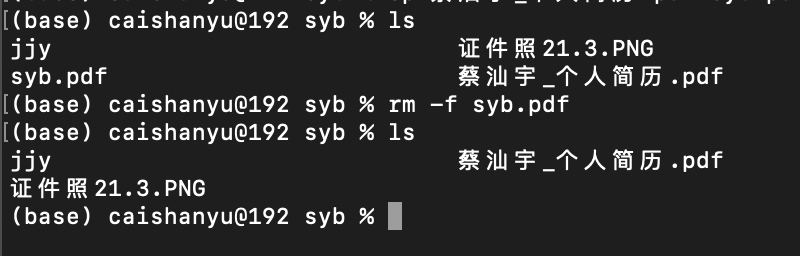 (base) caishanyu@192 syb % ls
jjy 证件照21.3.PNG
syb.pdf 蔡汕宇_个人简历.pdf
(base) caishanyu@192 syb % rm -f syb.pdf
(base) caishanyu@192 syb % ls
jjy 蔡汕宇_个人简历.pdf
证件照21.3.PNG
(base) caishanyu@192 syb %